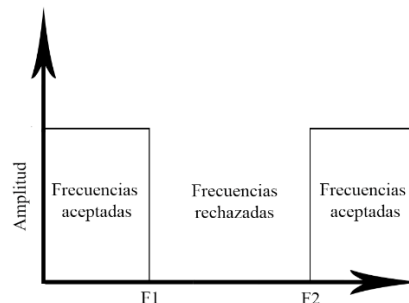 Amplitud
Frecuencias
aceptadas
Frecuencias
rechazadas
Frecuencias
aceptadas
F1
F2